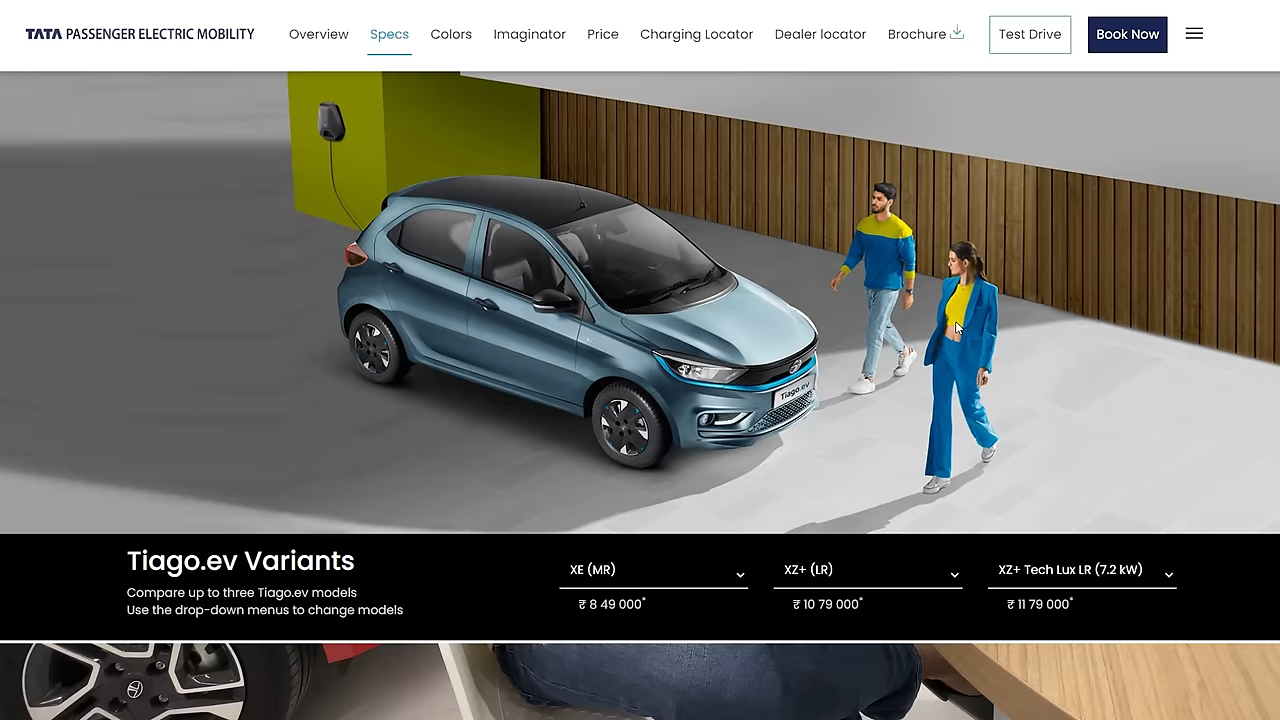 TATA PASSENGER ELECTRIC MOBILITY
Overview
Specs
Colors
Imaginator
Price
Charging Locator
Dealer locator
Brochure
Test Drive
Book Now
Tiago.ev
Tiago.ev Variants
Compare up to three Tiago.ev models
Use the drop-down menus to change models
XE (MR)
₹ 8 49 000*
XZ+ (LR)
₹ 10 79 000*
XZ+ Tech Lux LR (7.2 kW)
₹ 11 79 000*